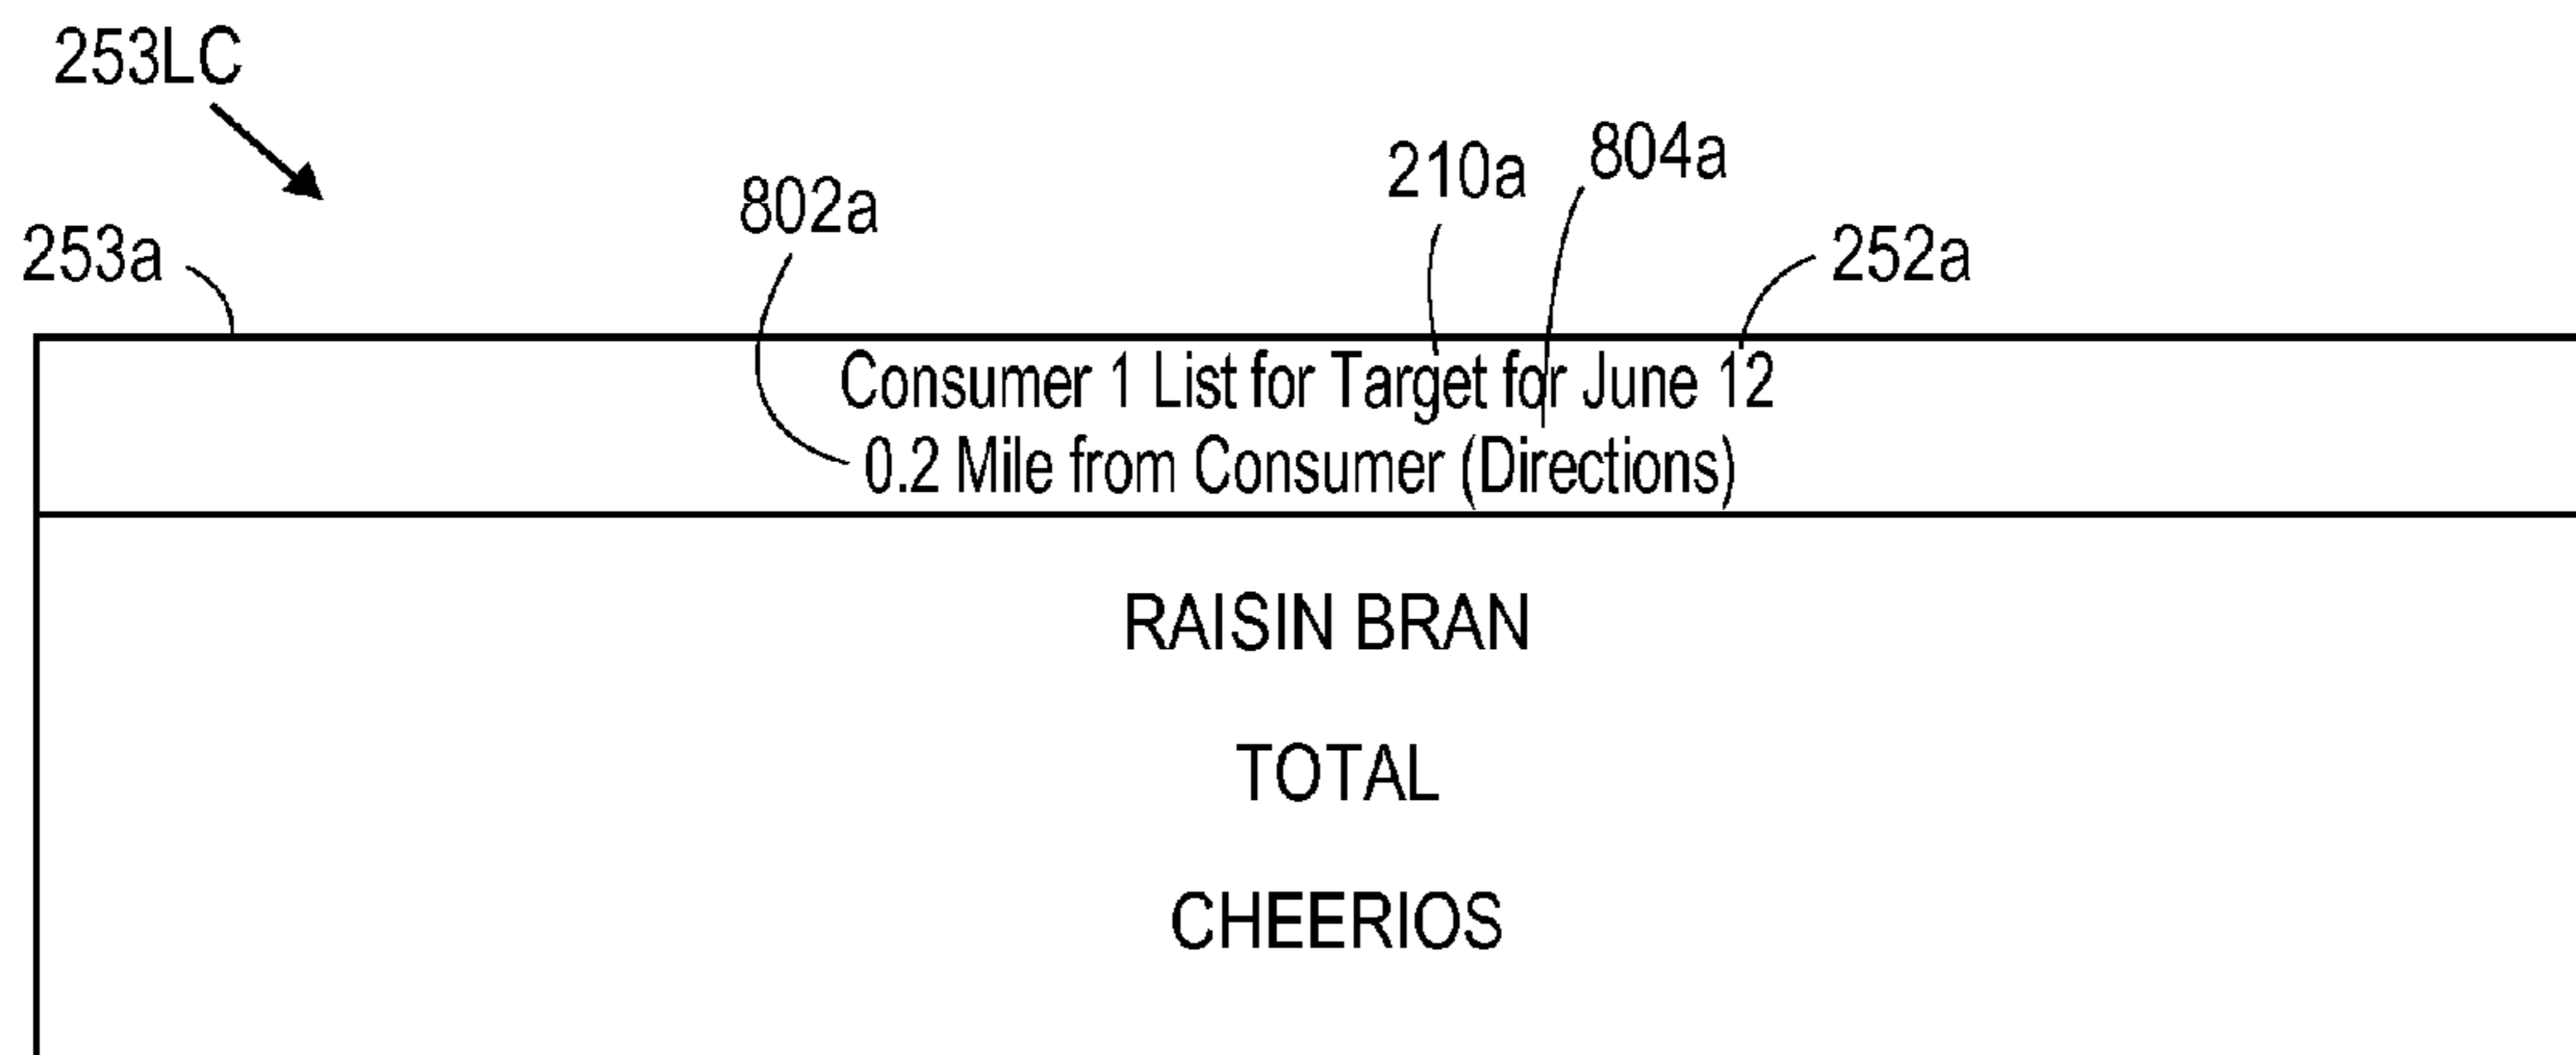 253LC
802a
210a
804a
253a
252a
Consumer 1 List for Target for June 12
0.2 Mile from Consumer (Directions)
RAISIN BRAN
TOTAL
CHEERIOS